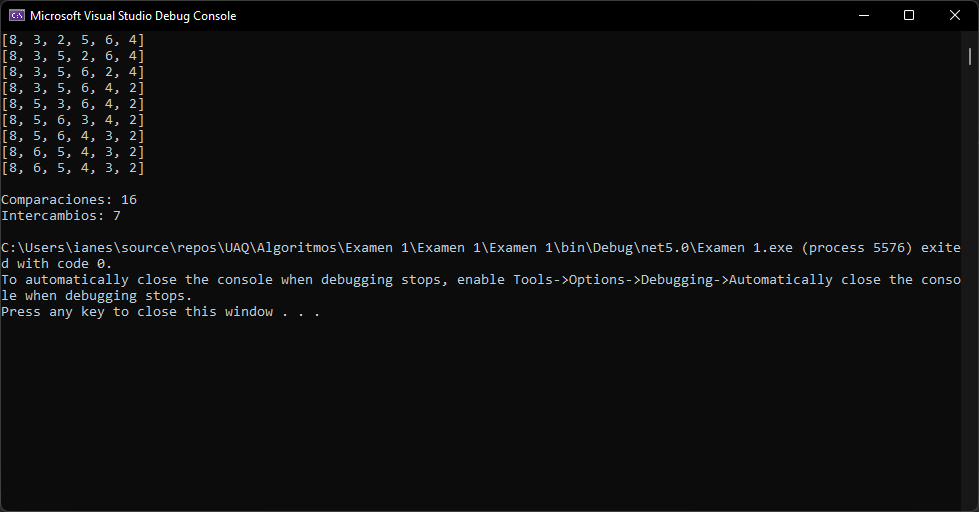 Microsoft Visual Studio Debug Console
[8, 3, 2, 5, 6, 4]
[8, 3, 5, 2, 6, 4]
[8, 3, 5, 6, 2, 4]
[8, 3, 5, 6, 4, 2]
[8, 5, 3, 6, 4, 2]
[8, 5, 6, 3, 4, 2]
[8, 5, 6, 4, 3, 2]
[8, 6, 5, 4, 3, 2]
[8, 6, 5, 4, 3, 2]
Comparaciones: 16
Intercambios: 7
C:\Users\ianes\source\repos\UAQ\Algoritmos\Examen 1\Examen 1\Examen 1\bin\Debug\net5.0\Examen 1.exe (process 5576) exite
d with code 0.
To automatically close the console when debugging stops, enable Tools->Options->Debugging->Automatically close the conso
le when debugging stops.
Press any key to close this window . . .